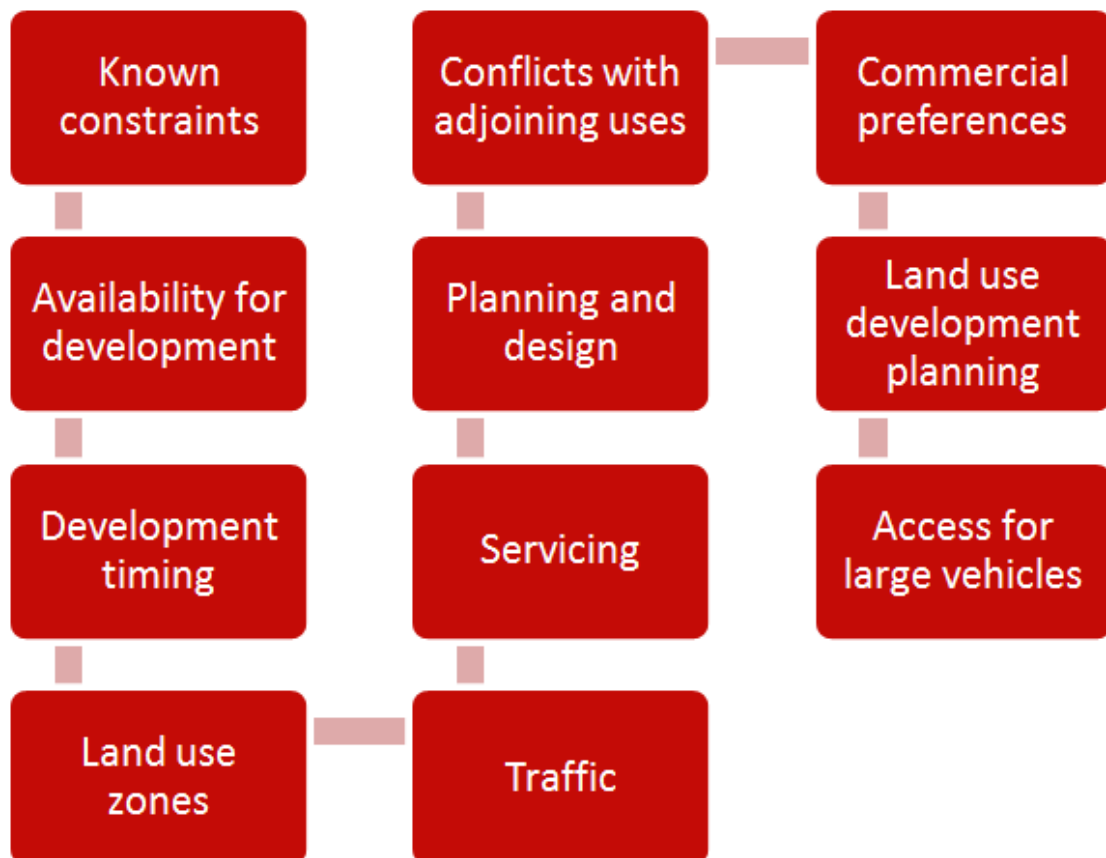 Known
constraints
Availability for
development
Development
timing
Land use
zones
Traffic
Servicing
Planning and
design
Conflicts with
adjoining uses
Commercial
preferences
Land use
development
planning
Access for
large vehicles